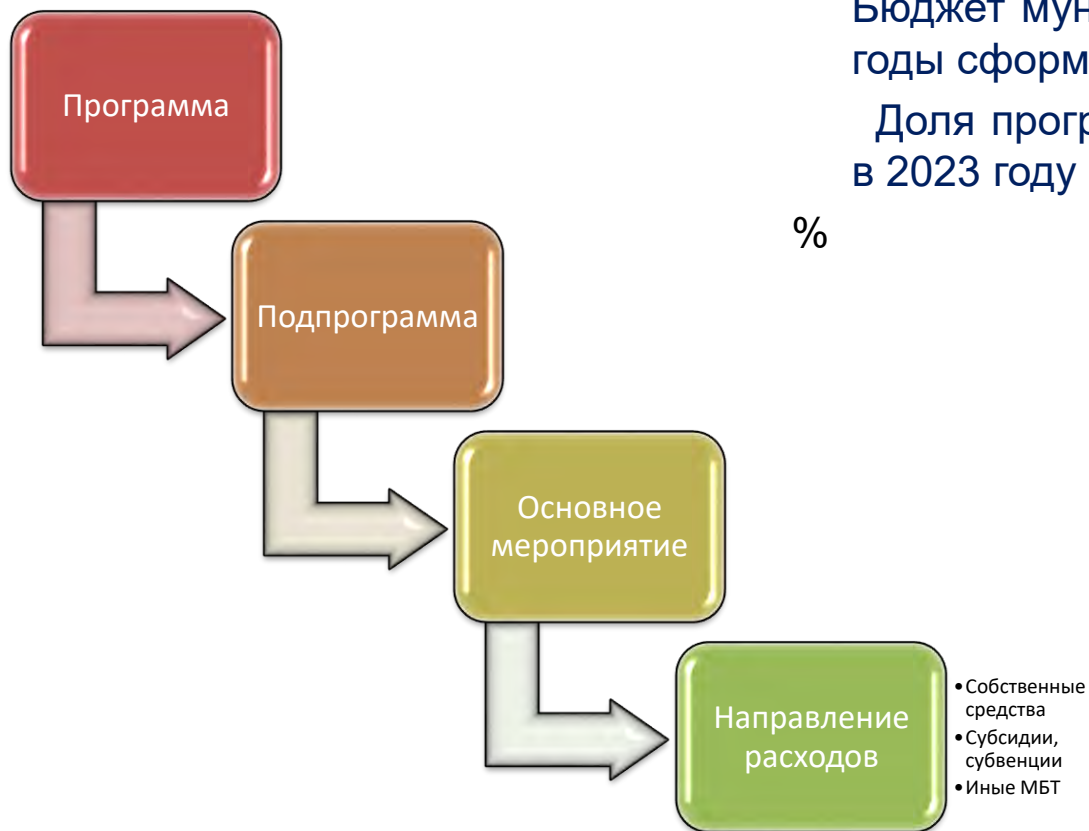 Бюджет мун
годы сформ
Доля прогр
в 2023 году
%
Программа
Подпрограмма
Основное
мероприятие
Направление
расходов
•Собственные
средства
•Субсидии,
субвенции
•Иные МБТ